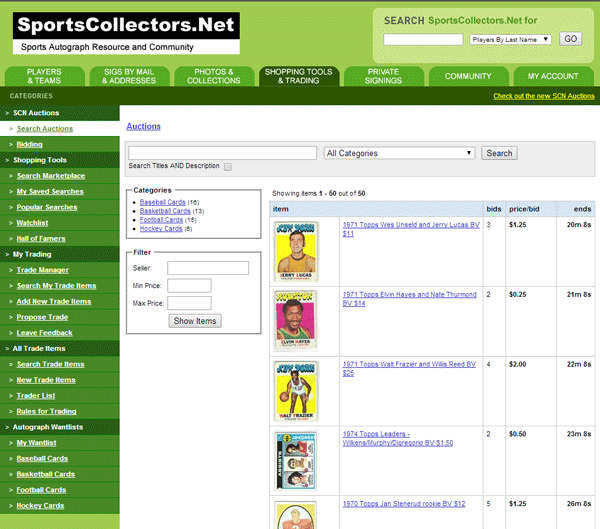 SportsCollectors.Net
Sports Autograph Resource and Community
SEARCH SportsCollectors.Net for
Players By Last Name
GO
PLAYERS & TEAMS
SIGS BY MAIL & ADDRESSES
PHOTOS & COLLECTIONS
SHOPPING TOOLS & TRADING
PRIVATE SIGNINGS
COMMUNITY
MY ACCOUNT
CATEGORIES
Check out the new SCN Auctions
> SCN Auctions
> Search Auctions
> Bidding
> Shopping Tools
> Search Marketplace
> My Saved Searches
> Popular Searches
> Watchlist
> Hall of Famers
> My Trading
> Trade Manager
> Search My Trade Items
> Add New Trade Items
> Propose Trade
> Leave Feedback
> All Trade Items
> Search Trade Items
> New Trade Items
> Trader List
> Rules for Trading
> Autograph Wantlists
> My Wantlist
> Baseball Cards
> Basketball Cards
> Football Cards
> Hockey Cards
Auctions
All Categories
Search
Search Titles AND Description
Categories
Baseball Cards (16)
Basketball Cards (13)
Football Cards (15)
Hockey Cards (6)
Filter
Seller:
Min Price:
Max Price:
Show Items
Showing items 1 - 50 out of 50
item bids price/bid ends
NEW YORK
JERRY LUCAS
1971 Topps Wes Unseld and Jerry Lucas BV
$11
3 $1.25 20m 8s
HOUSTON
ELVIN HAYES
1971 Topps Elvin Hayes and Nate Thurmond
BV $14
2 $0.25 21m 8s
NEW YORK
WALT FRAZIER
1971 Topps Walt Frazier and Willis Reed BV
$25
4 $2.00 22m 8s
1974 Topps Leaders -
Wilkens/Murphy/Digregorio BV $1.50
2 $0.50 23m 8s
1970 Topps Jan Stenerud rookie BV $12
5 $1.25 26m 8s